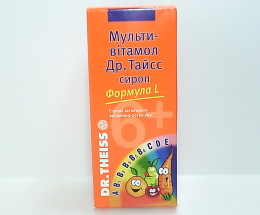 Мульти-
вітамол
Др. Тайсс
сироп
Формула L
6+
DR.THEISS
A, B₁, B₂, B₆, B₁₂, C, D, E